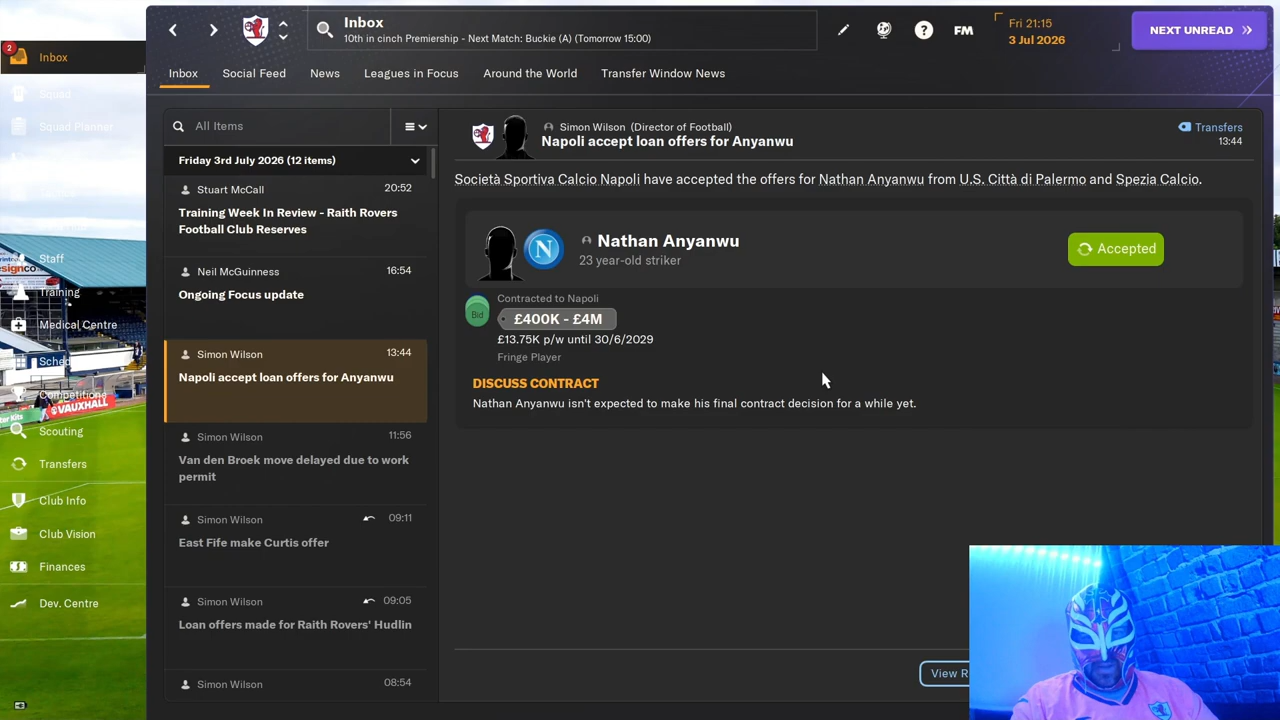 Inbox
10th in cinch Premiership - Next Match: Buckie (A) (Tomorrow 15:00)
?
FM
Fri 21:15
3 Jul 2026
NEXT UNREAD
2
Inbox
Squad
Squad Planner
Staff
Training
Medical Centre
Sched
Competitions
Scouting
Transfers
Club Info
Club Vision
Finances
Dev. Centre
VAUXHALL
Inbox
Social Feed
News
Leagues in Focus
Around the World
Transfer Window News
All Items
Friday 3rd July 2026 (12 items)
Stuart McCall
20:52
Training Week In Review - Raith Rovers
Football Club Reserves
Neil McGuinness
16:54
Ongoing Focus update
Simon Wilson
13:44
Napoli accept loan offers for Anyanwu
Simon Wilson
11:56
Van den Broek move delayed due to work
permit
Simon Wilson
09:11
East Fife make Curtis offer
Simon Wilson
09:05
Loan offers made for Raith Rovers' Hudlin
Simon Wilson
08:54
Simon Wilson (Director of Football)
Napoli accept loan offers for Anyanwu
Transfers
13:44
Società Sportiva Calcio Napoli have accepted the offers for Nathan Anyanwu from U.S. Città di Palermo and Spezia Calcio.
N
Nathan Anyanwu
23 year-old striker
Accepted
Bid
Contracted to Napoli
£400K - £4M
£13.75K p/w until 30/6/2029
Fringe Player
DISCUSS CONTRACT
Nathan Anyanwu isn't expected to make his final contract decision for a while yet.
View R